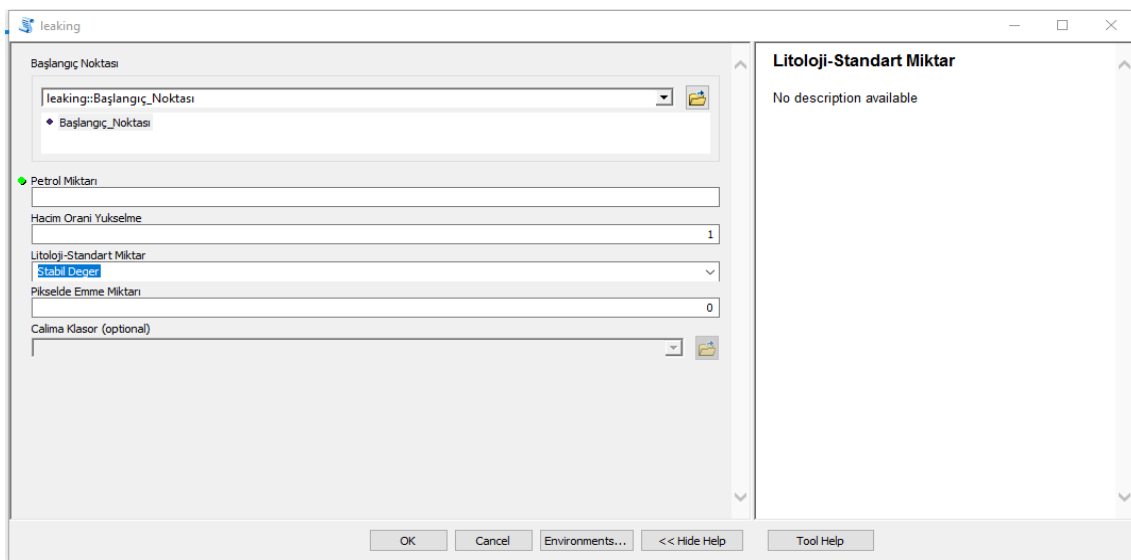 leaking
Başlangıç Noktası
leaking::Başlangıç_Noktası
Başlangıç_Noktası
Petrol Miktarı
Hacim Orani Yukselme
1
Litoloji-Standart Miktar
Stabil Deger
Pikselde Emme Miktarı
0
Calima Klasor (optional)
Litoloji-Standart Miktar
No description available
OK
Cancel
Environments...
<< Hide Help
Tool Help